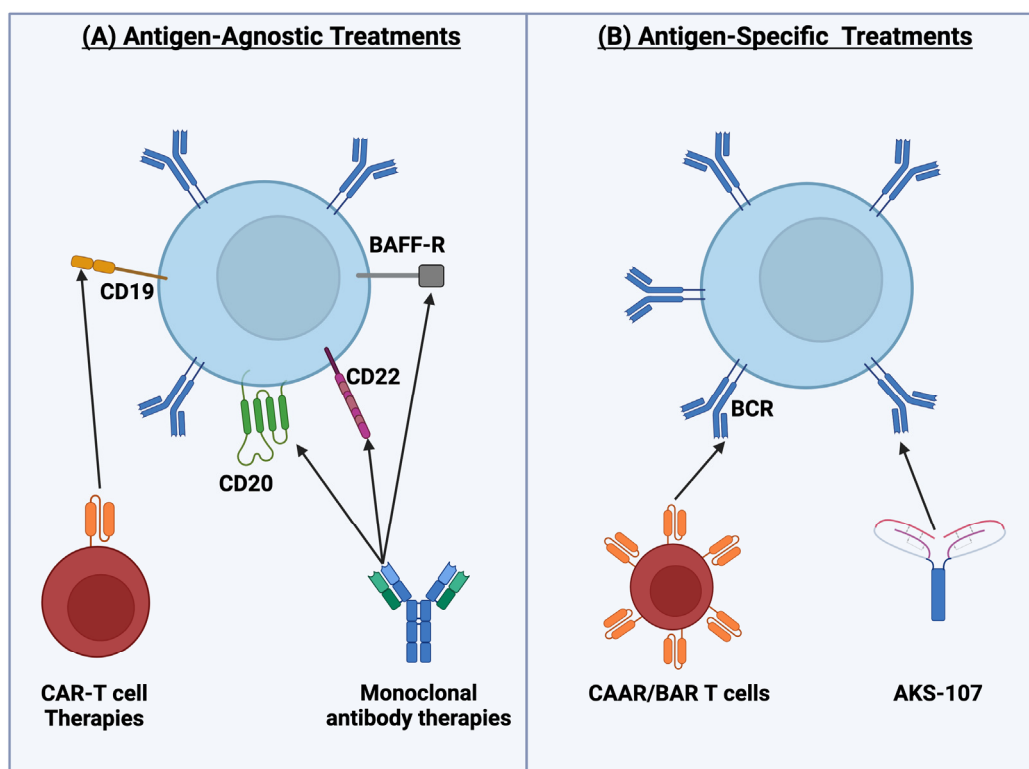 (A) Antigen-Agnostic Treatments
BAFF-R
CD19
CD22
CD20
CAR-T cell
Therapies
Monoclonal
antibody therapies
(B) Antigen-Specific Treatments
BCR
CAAR/BAR T cells
AKS-107